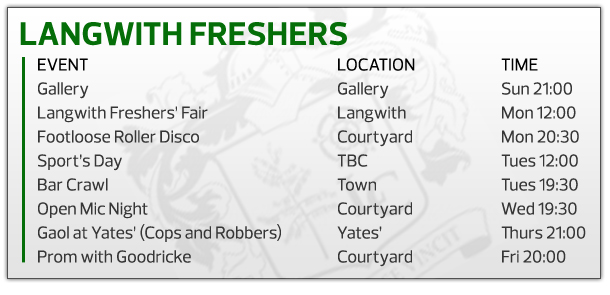 LANGWITH FRESHERS
EVENT LOCATION TIME
Gallery Gallery Sun 21:00
Langwith Freshers' Fair Langwith Mon 12:00
Footloose Roller Disco Courtyard Mon 20:30
Sport's Day TBC Tues 12:00
Bar Crawl Town Tues 19:30
Open Mic Night Courtyard Wed 19:30
Gaol at Yates' (Cops and Robbers) Yates' Thurs 21:00
Prom with Goodricke Courtyard Fri 20:00
VINCIT